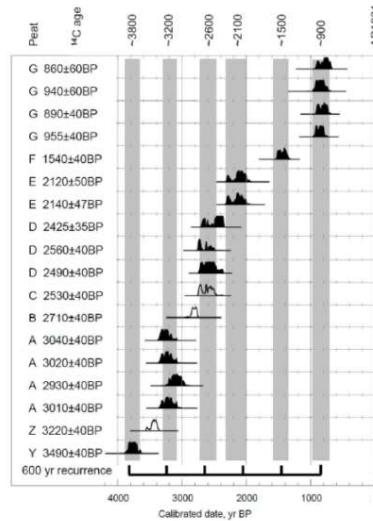 Peat
¹⁴C age
~3800
~3200
~2600
~2100
~1500
~900
G 860±60BP
G 940±60BP
G 890±40BP
G 955±40BP
F 1540±40BP
E 2120±50BP
E 2140±47BP
D 2425±35BP
D 2560±40BP
D 2490±40BP
C 2530±40BP
B 2710±40BP
A 3040±40BP
A 3020±40BP
A 2930±40BP
A 3010±40BP
Z 3220±40BP
Y 3490±40BP
600 yr recurrence
4000 3000 2000 1000
Calibrated date, yr BP